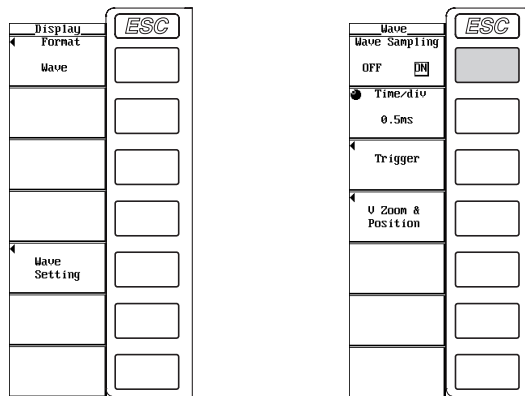 Display
Format
Wave
Wave
Setting
ESC
Wave
Wave Sampling
OFF ON
Time/div
0.5ms
Trigger
V Zoom &
Position
ESC